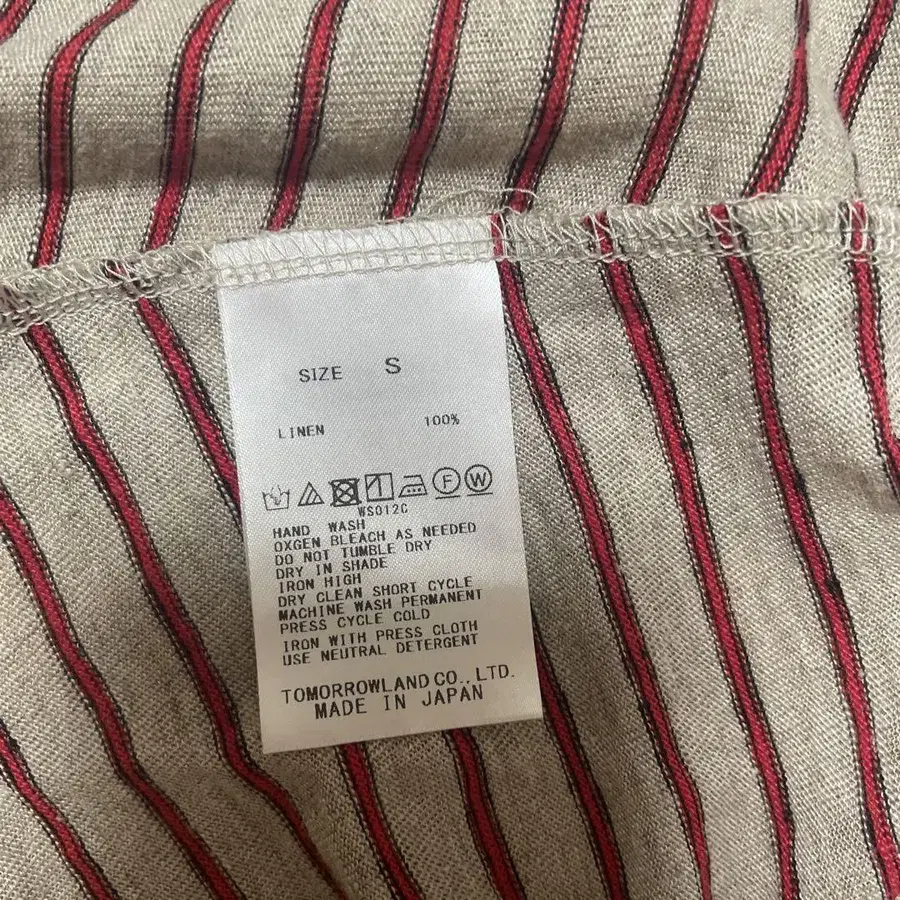 SIZE S
LINEN 100%
F W
WS012C
HAND WASH
OXGEN BLEACH AS NEEDED
DO NOT TUMBLE DRY
DRY IN SHADE
IRON HIGH
DRY CLEAN SHORT CYCLE
MACHINE WASH PERMANENT
PRESS CYCLE COLD
IRON WITH PRESS CLOTH
USE NEUTRAL DETERGENT
TOMORROWLAND CO., LTD.
MADE IN JAPAN